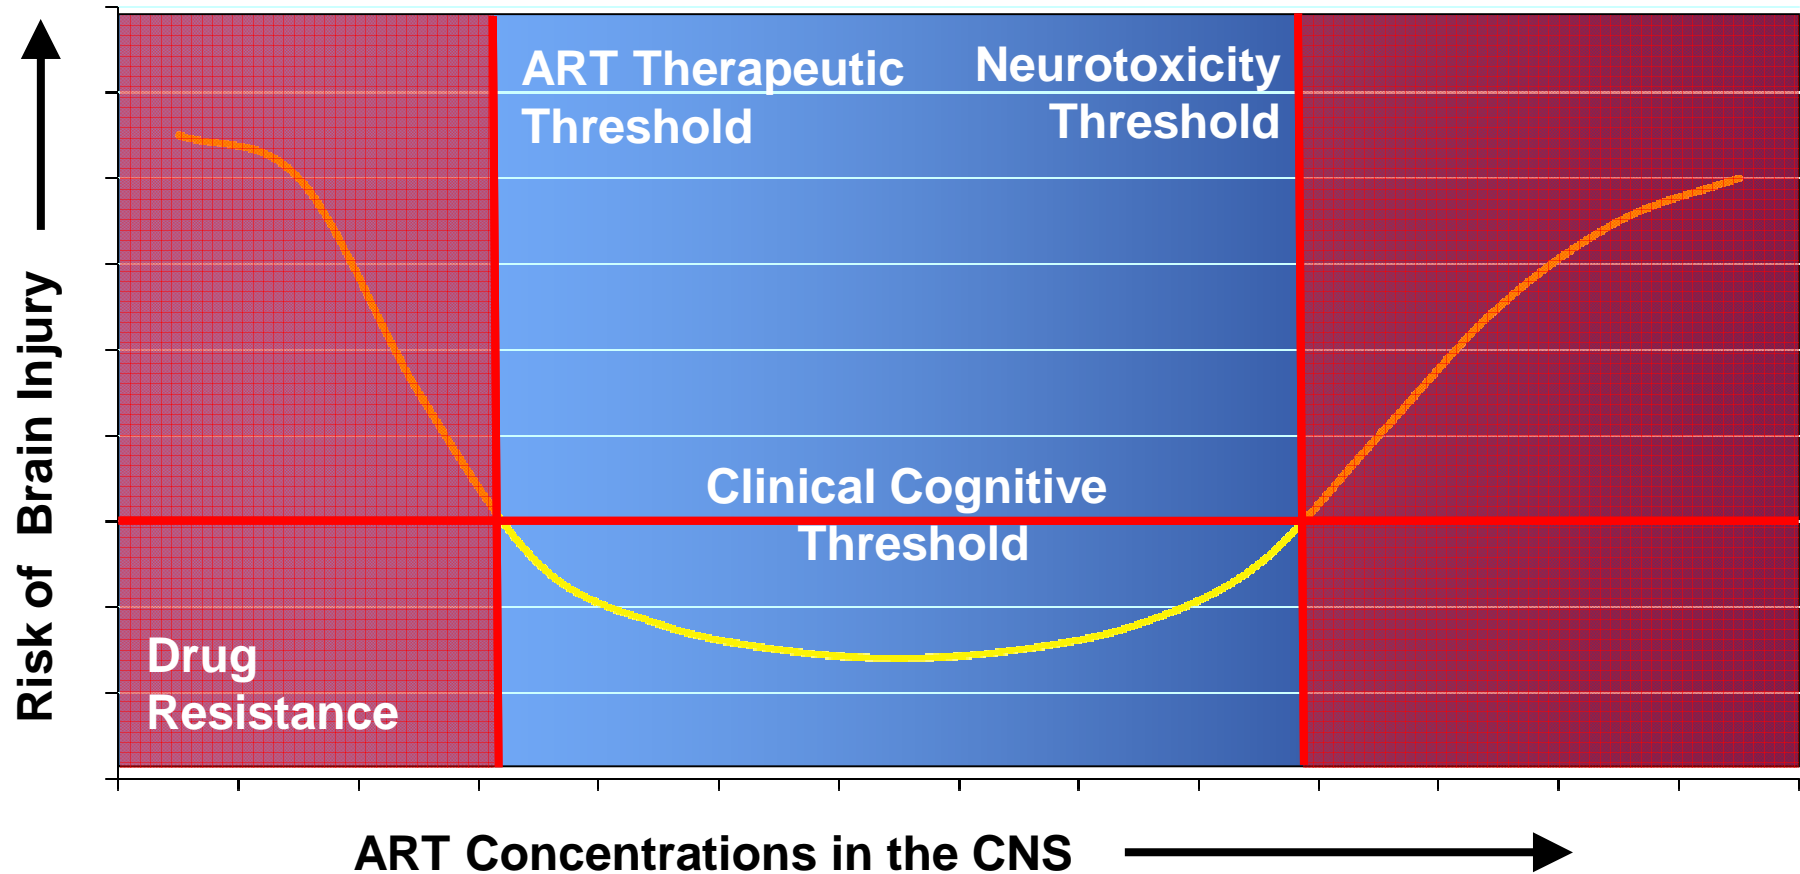 ART Therapeutic
Threshold
Neurotoxicity
Threshold
Clinical Cognitive
Threshold
Drug
Resistance
Risk of Brain Injury
ART Concentrations in the CNS